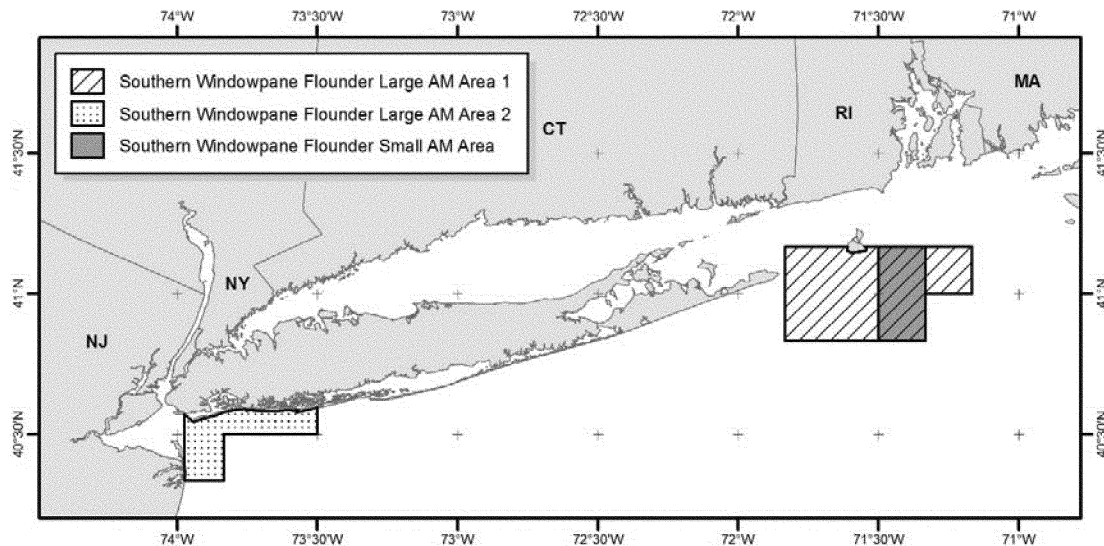 74°W 73°30'W 73°W 72°30'W 72°W 71°30'W 71°W
Southern Windowpane Flounder Large AM Area 1
Southern Windowpane Flounder Large AM Area 2
Southern Windowpane Flounder Small AM Area
MA
RI
CT
41°30'N 41°30'N
NY
41°N 41°N
NJ
40°30'N 40°30'N
74°W 73°30'W 73°W 72°30'W 72°W 71°30'W 71°W